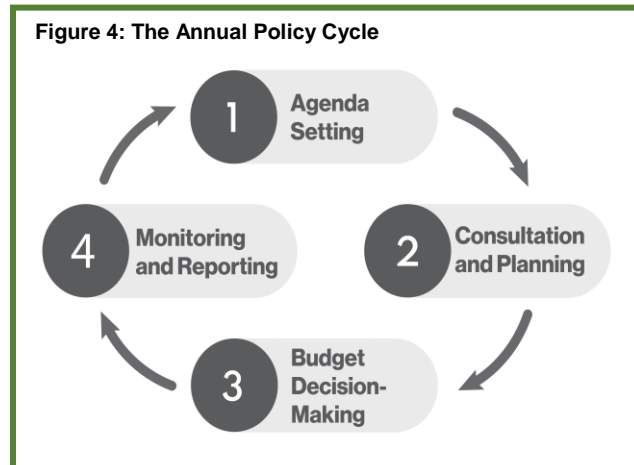 Figure 4: The Annual Policy Cycle
1
Agenda
Setting
2
Consultation
and Planning
3
Budget
Decision-
Making
4
Monitoring
and Reporting